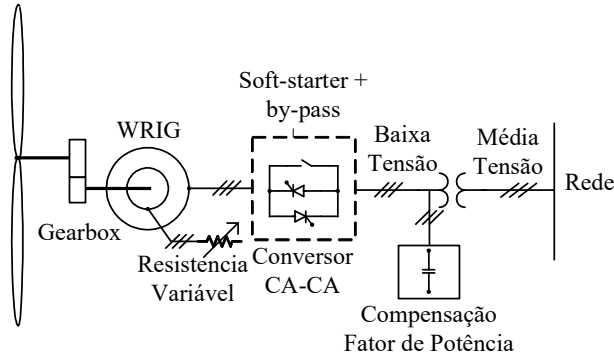 Soft-starter +
by-pass
WRIG
Baixa
Tensão
Média
Tensão
Rede
Gearbox
Resistência
Variável
Conversor
CA-CA
Compensação
Fator de Potência